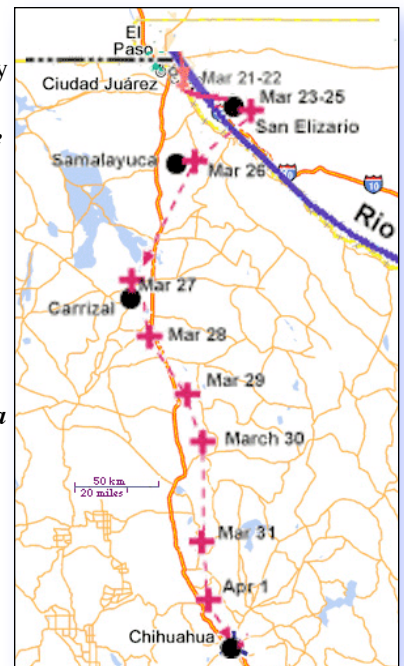 El
Paso
y
Ciudad Juárez
Mar 21-22
Mar 23-25
San Elizario
Samalayuca
Mar 26
10
10
Rio
Mar 27
Carrizal
Mar 28
Mar 29
a
March 30
50 km
20 miles
Mar 31
Apr 1
Chihuahua